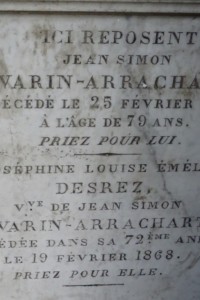 ICI REPOSENT
JEAN SIMON
VARIN-ARRACHAR
ÉCÉDÉ LE 25 FÉVRIER
À L'ÂGE DE 79 ANS.
PRIEZ POUR LUI.
SÉPHINE LOUISE ÉMÉL
DESREZ,
VVE DE JEAN SIMON
VARIN-ARRACHART
ÉDÉE DANS SA 72ÈME AN
LE 19 FÉVRIER 1868.
PRIEZ POUR ELLE.